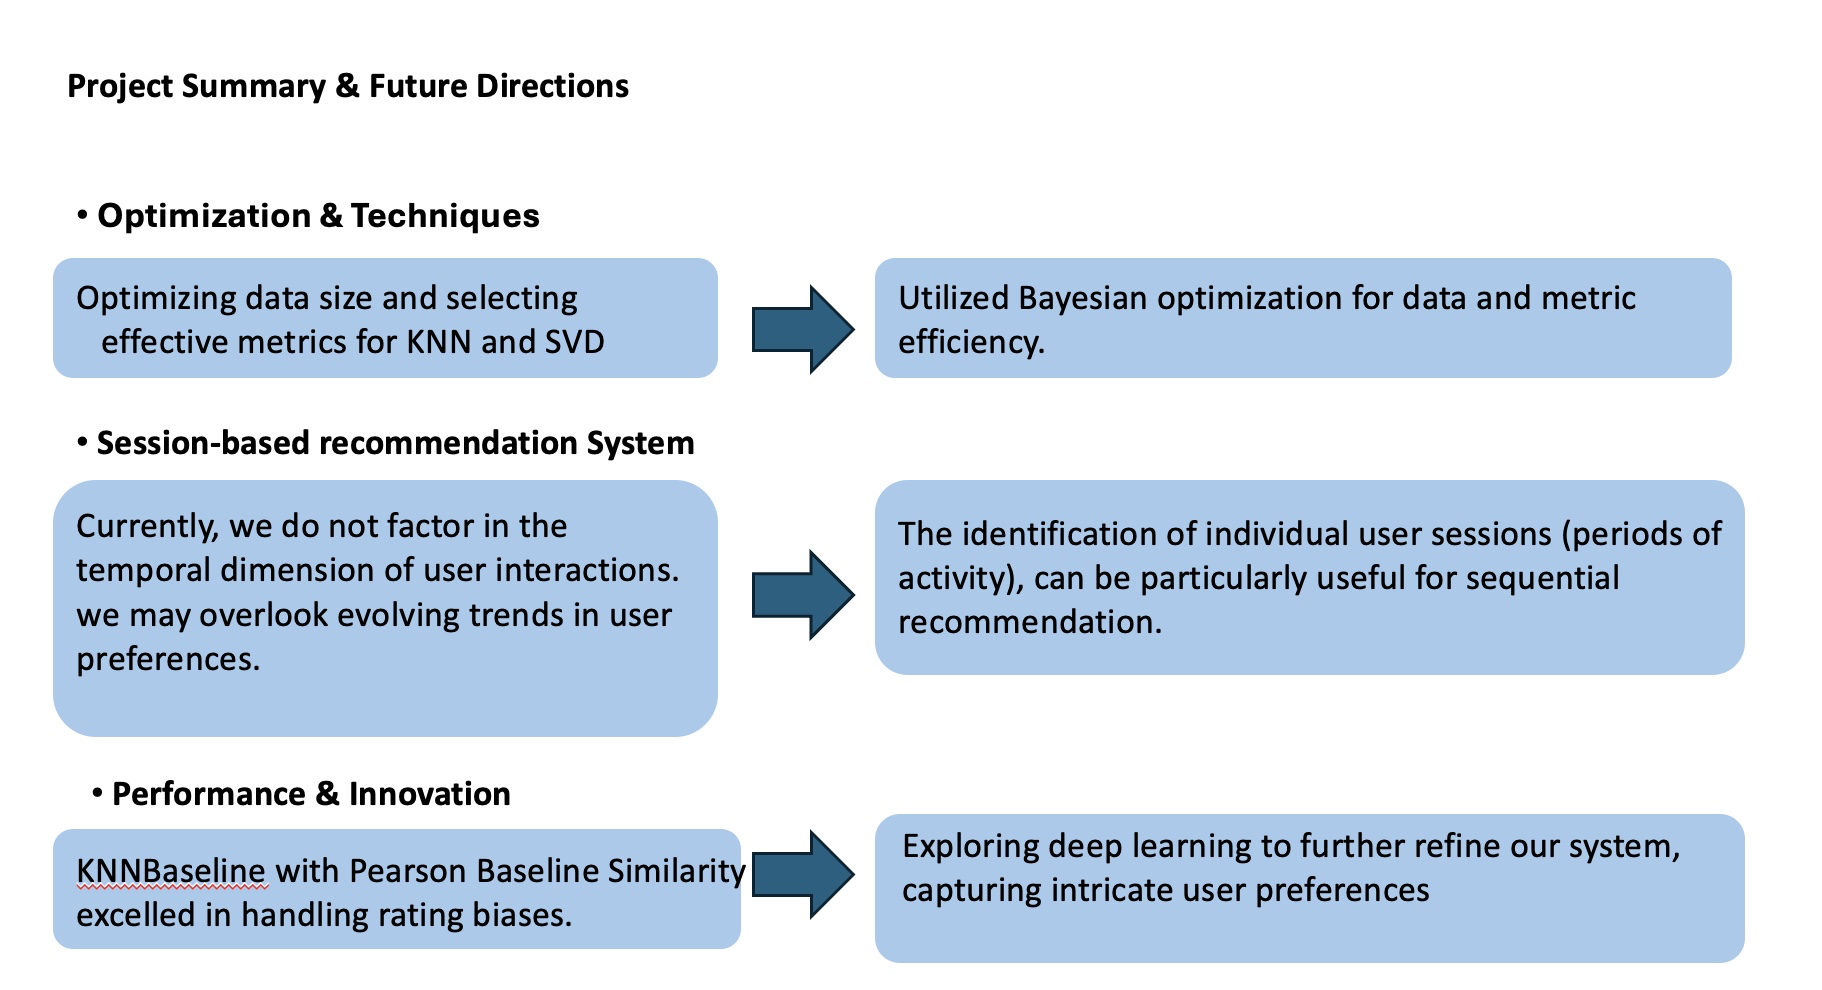 Project Summary & Future Directions
• Optimization & Techniques
Optimizing data size and selecting
effective metrics for KNN and SVD
Utilized Bayesian optimization for data and metric
efficiency.
• Session-based recommendation System
Currently, we do not factor in the
temporal dimension of user interactions.
we may overlook evolving trends in user
preferences.
The identification of individual user sessions (periods of
activity), can be particularly useful for sequential
recommendation.
• Performance & Innovation
KNNBaseline with Pearson Baseline Similarity
excelled in handling rating biases.
Exploring deep learning to further refine our system,
capturing intricate user preferences